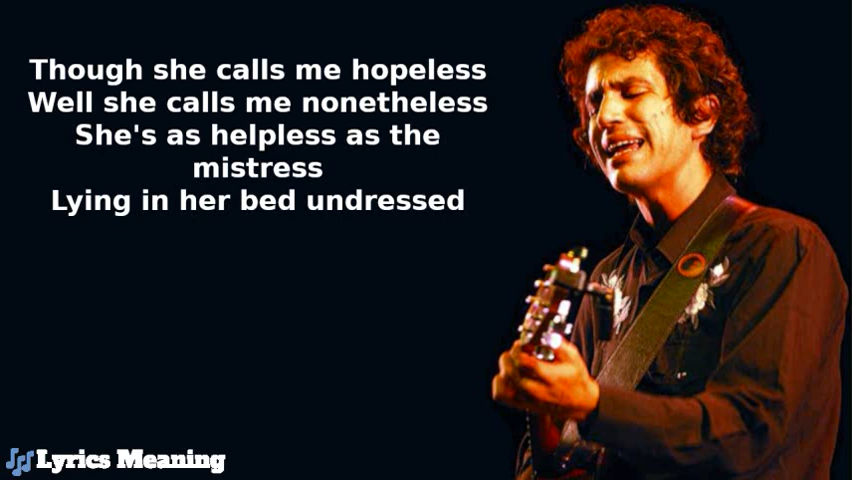 Though she calls me hopeless
Well she calls me nonetheless
She's as helpless as the
mistress
Lying in her bed undressed
Lyrics Meaning